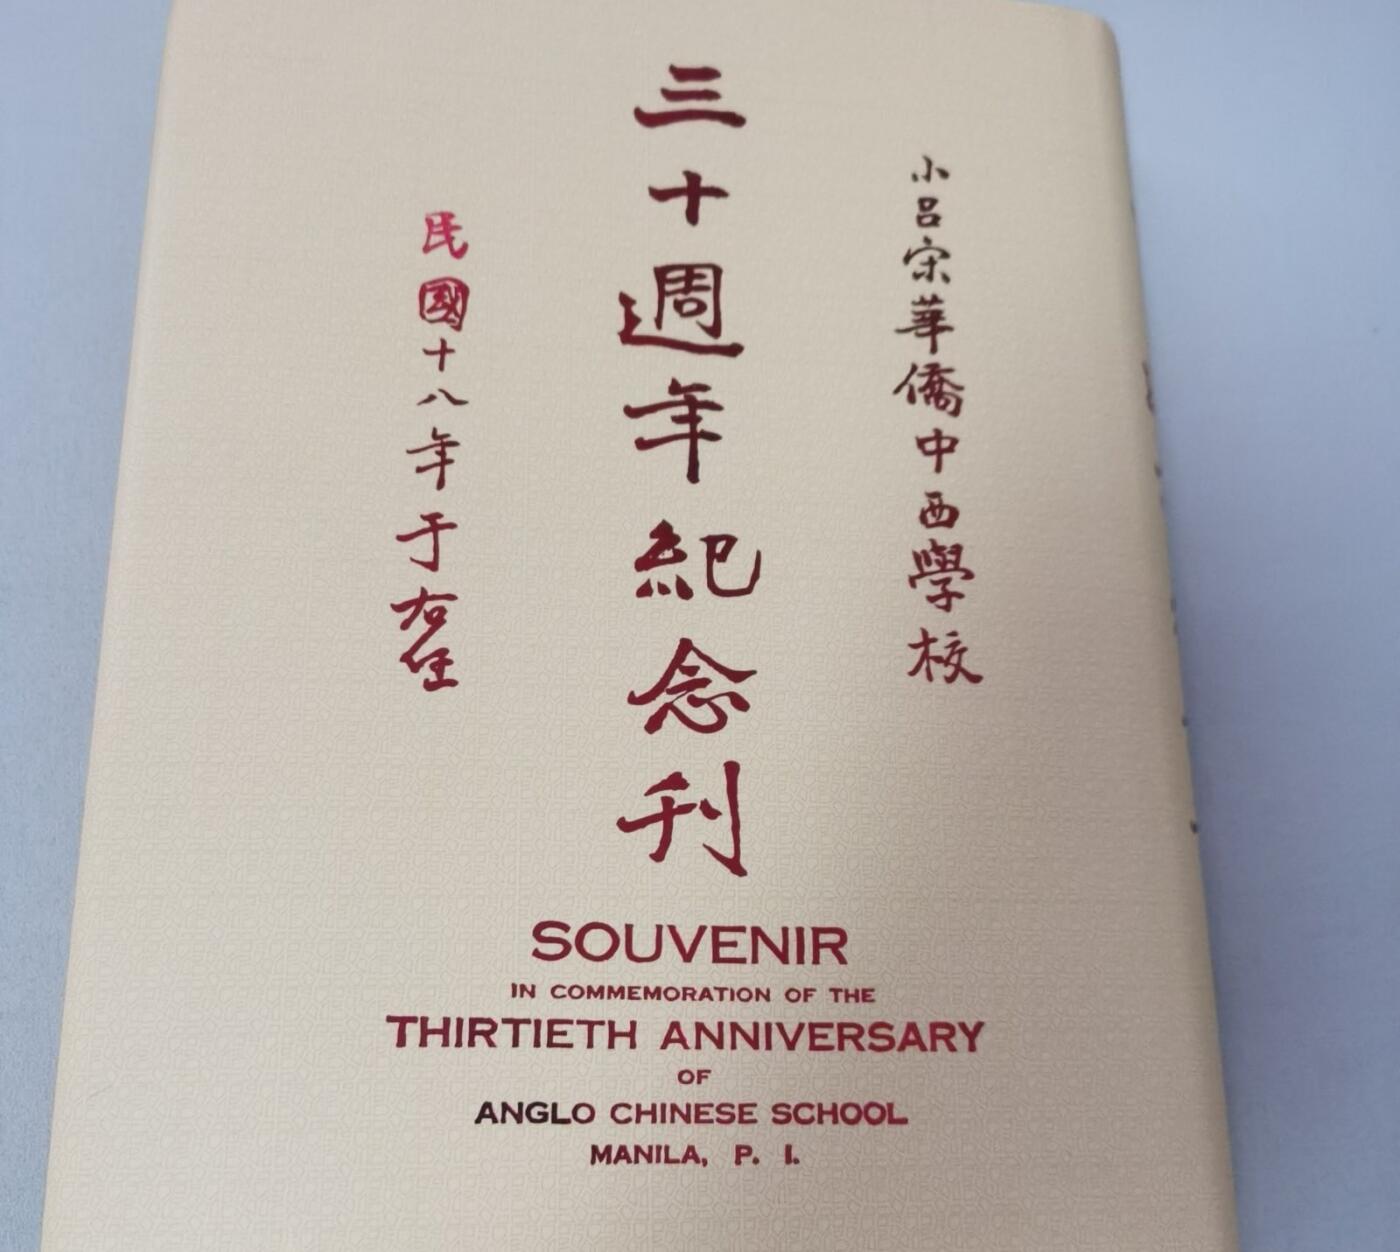 小呂宋華僑中西學校
三十週年紀念刊
民國十八年于右任
SOUVENIR
IN COMMEMORATION OF THE
THIRTIETH ANNIVERSARY
OF
ANGLO CHINESE SCHOOL
MANILA, P. I.